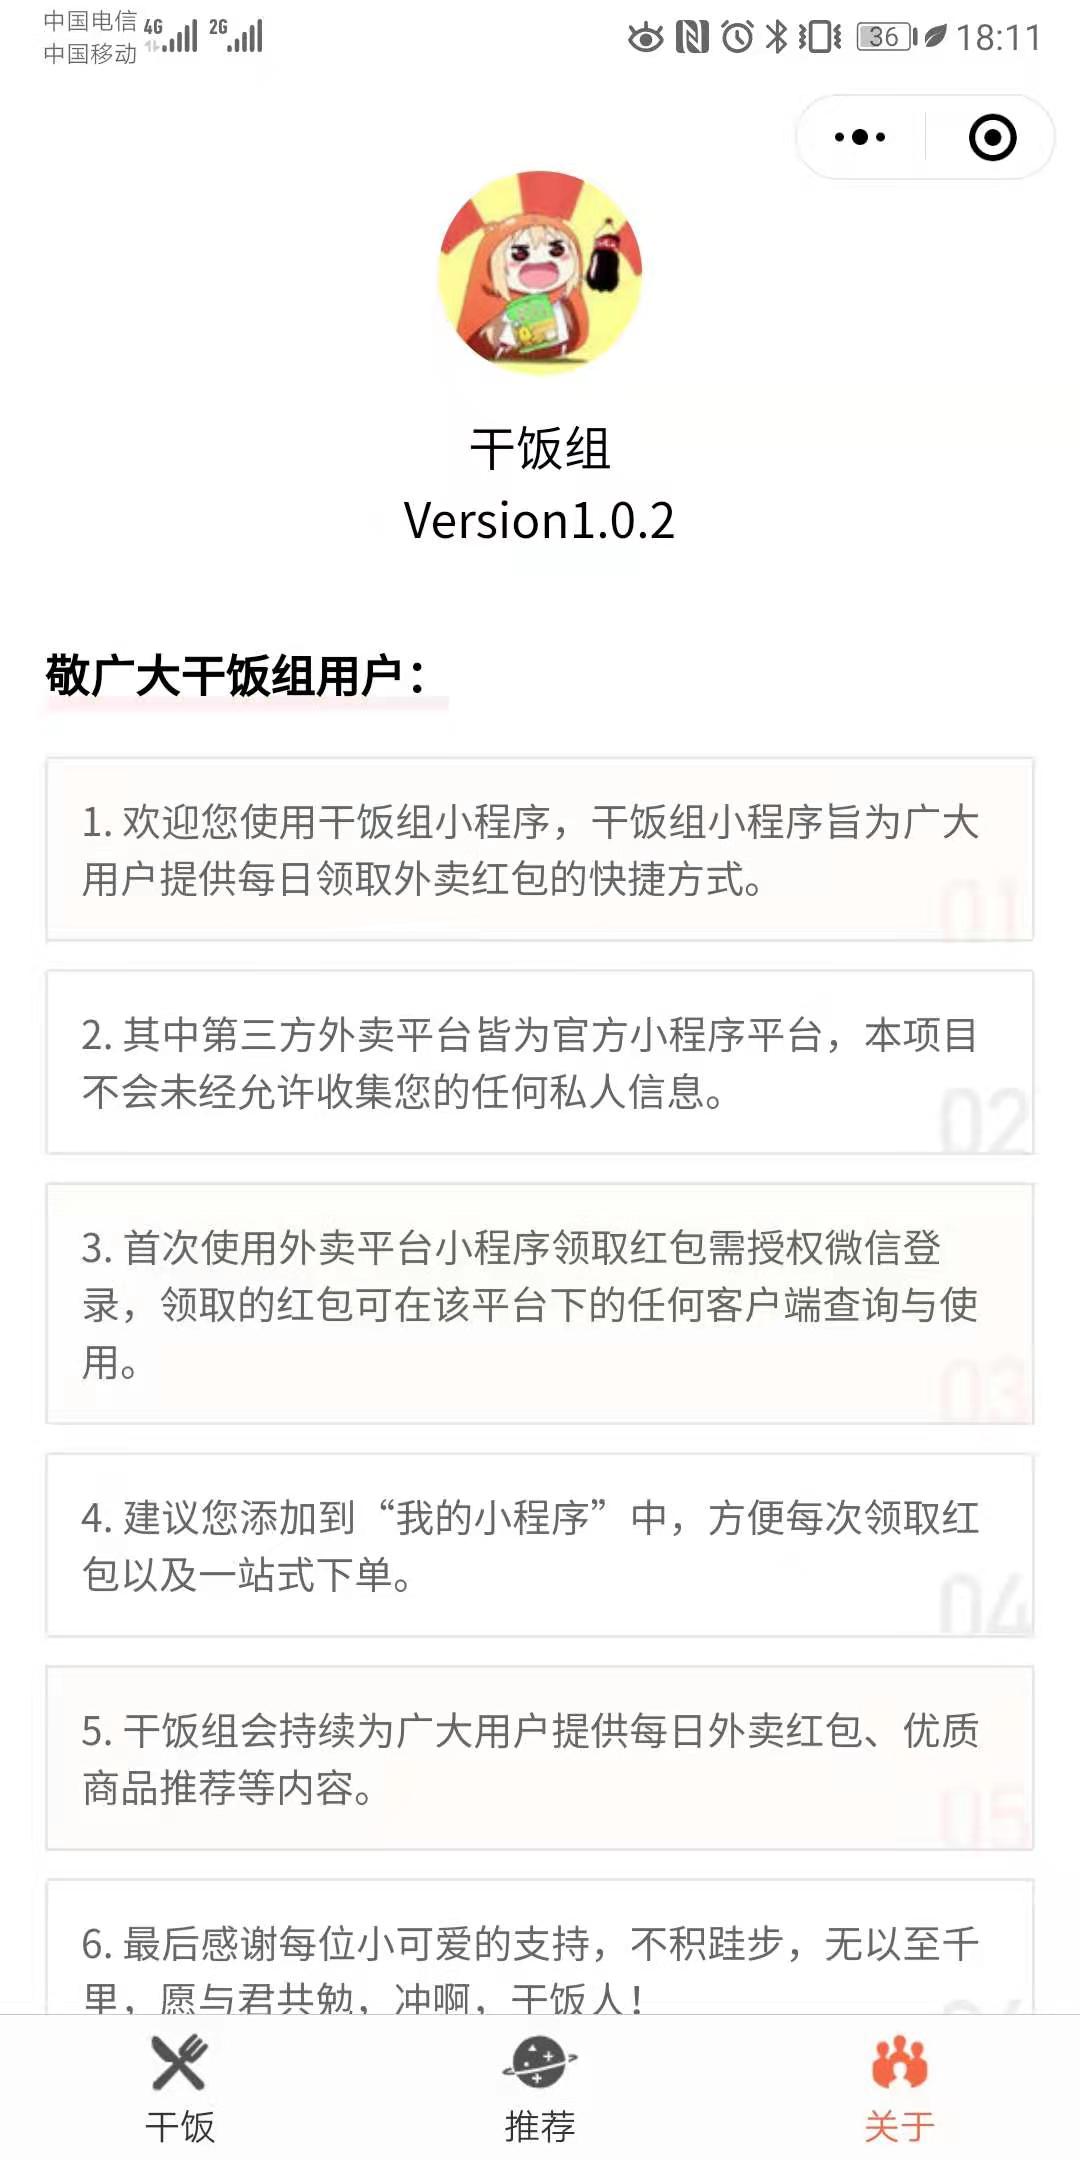 中国电信 4G 2G
中国移动
36 18:11
干饭组
Version1.0.2
敬广大干饭组用户：
1. 欢迎您使用干饭组小程序，干饭组小程序旨为广大
用户提供每日领取外卖红包的快捷方式。
01
2. 其中第三方外卖平台皆为官方小程序平台，本项目
不会未经允许收集您的任何私人信息。
02
3. 首次使用外卖平台小程序领取红包需授权微信登
录，领取的红包可在该平台下的任何客户端查询与使
用。
03
4. 建议您添加到“我的小程序”中，方便每次领取红
包以及一站式下单。
04
5. 干饭组会持续为广大用户提供每日外卖红包、优质
商品推荐等内容。
05
6. 最后感谢每位小可爱的支持，不积跬步，无以至千
里，愿与君共勉，冲啊，干饭人！
06
干饭 推荐 关于